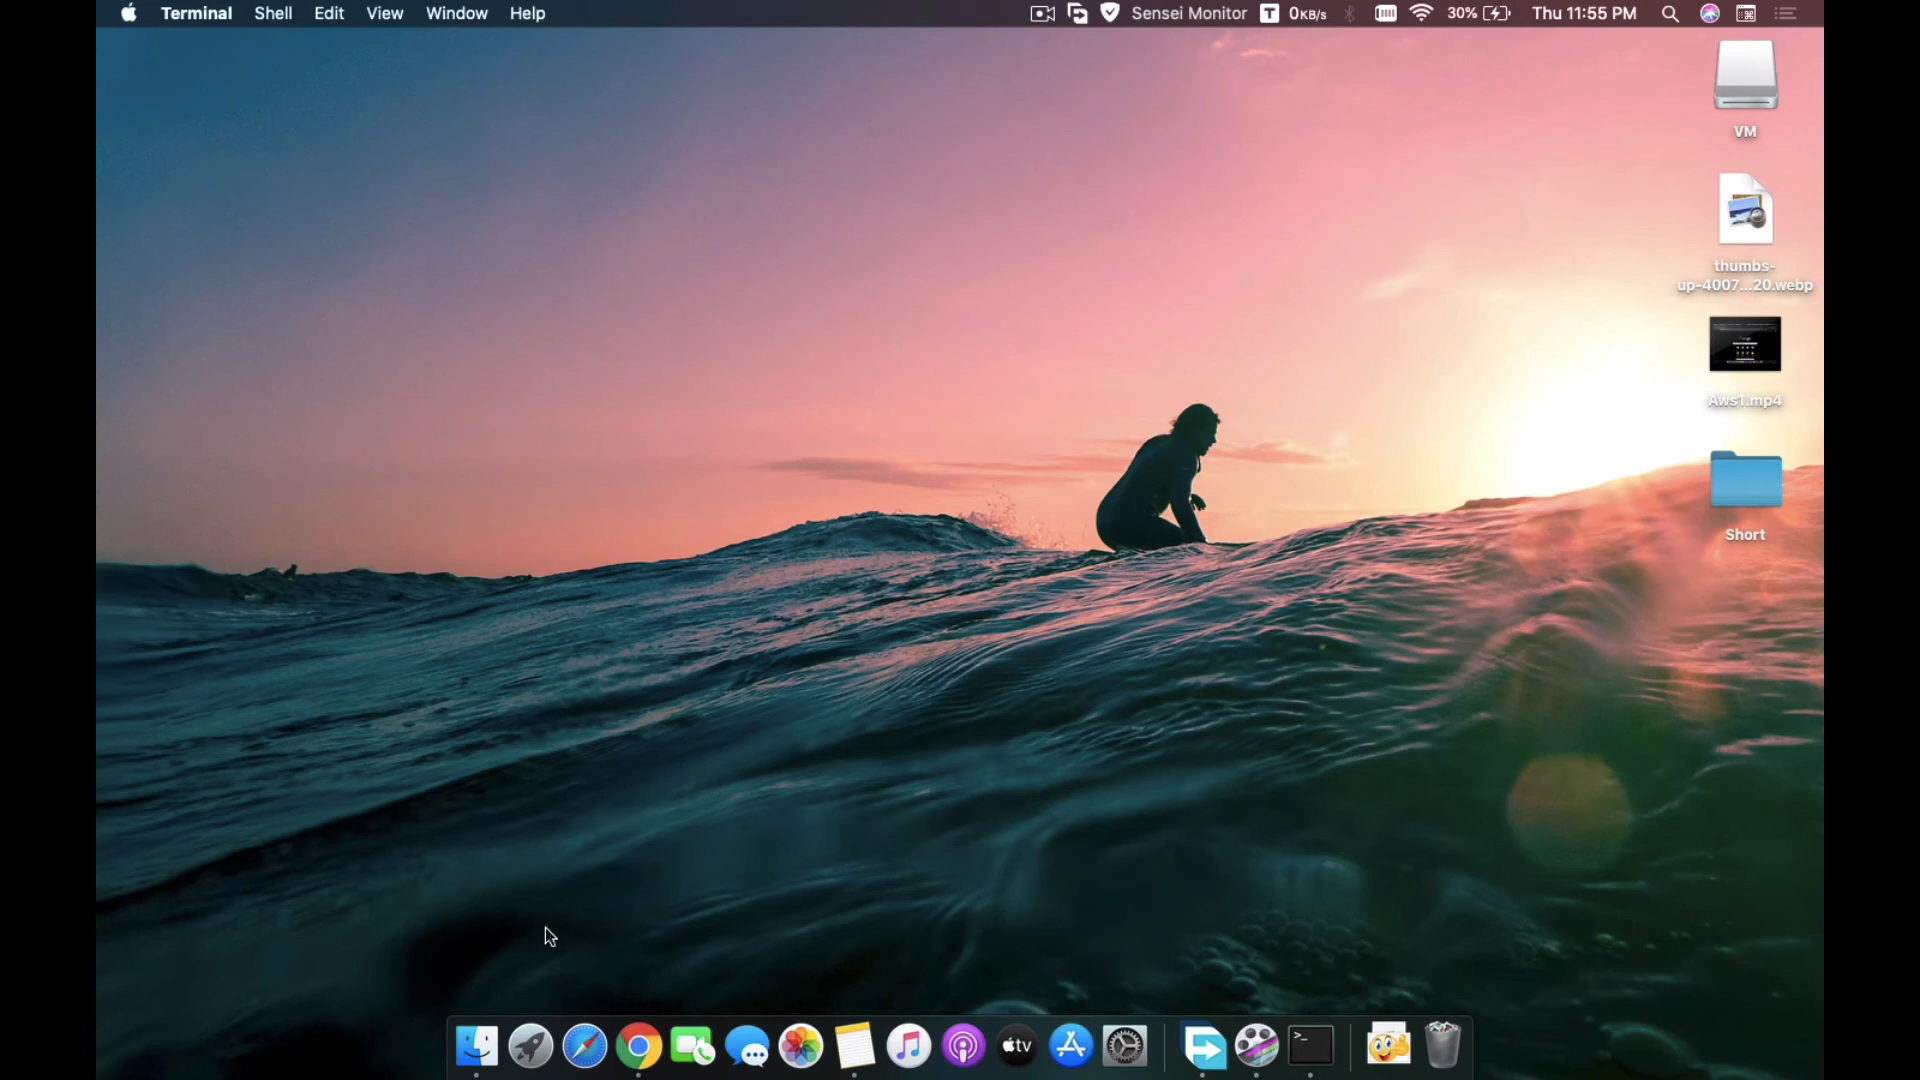 Terminal Shell Edit View Window Help Sensei Monitor T 0KB/s 30% Thu 11:55 PM
VM
thumbs-
up-4007...20.webp
Aws1.mp4
Short
tv
>_